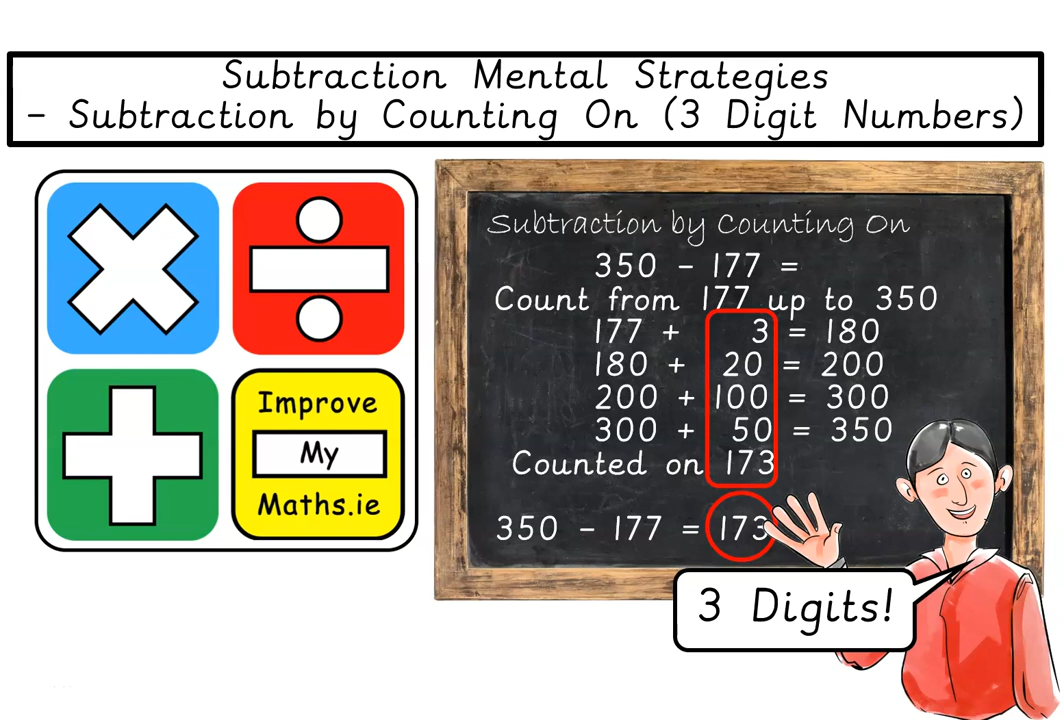 Subtraction Mental Strategies
- Subtraction by Counting On (3 Digit Numbers)
Improve
My
Maths.ie
Subtraction by Counting On
350 - 177 =
Count from 177 up to 350
177 + 3 = 180
180 + 20 = 200
200 + 100 = 300
300 + 50 = 350
Counted on 173
350 - 177 = 173
3 Digits!